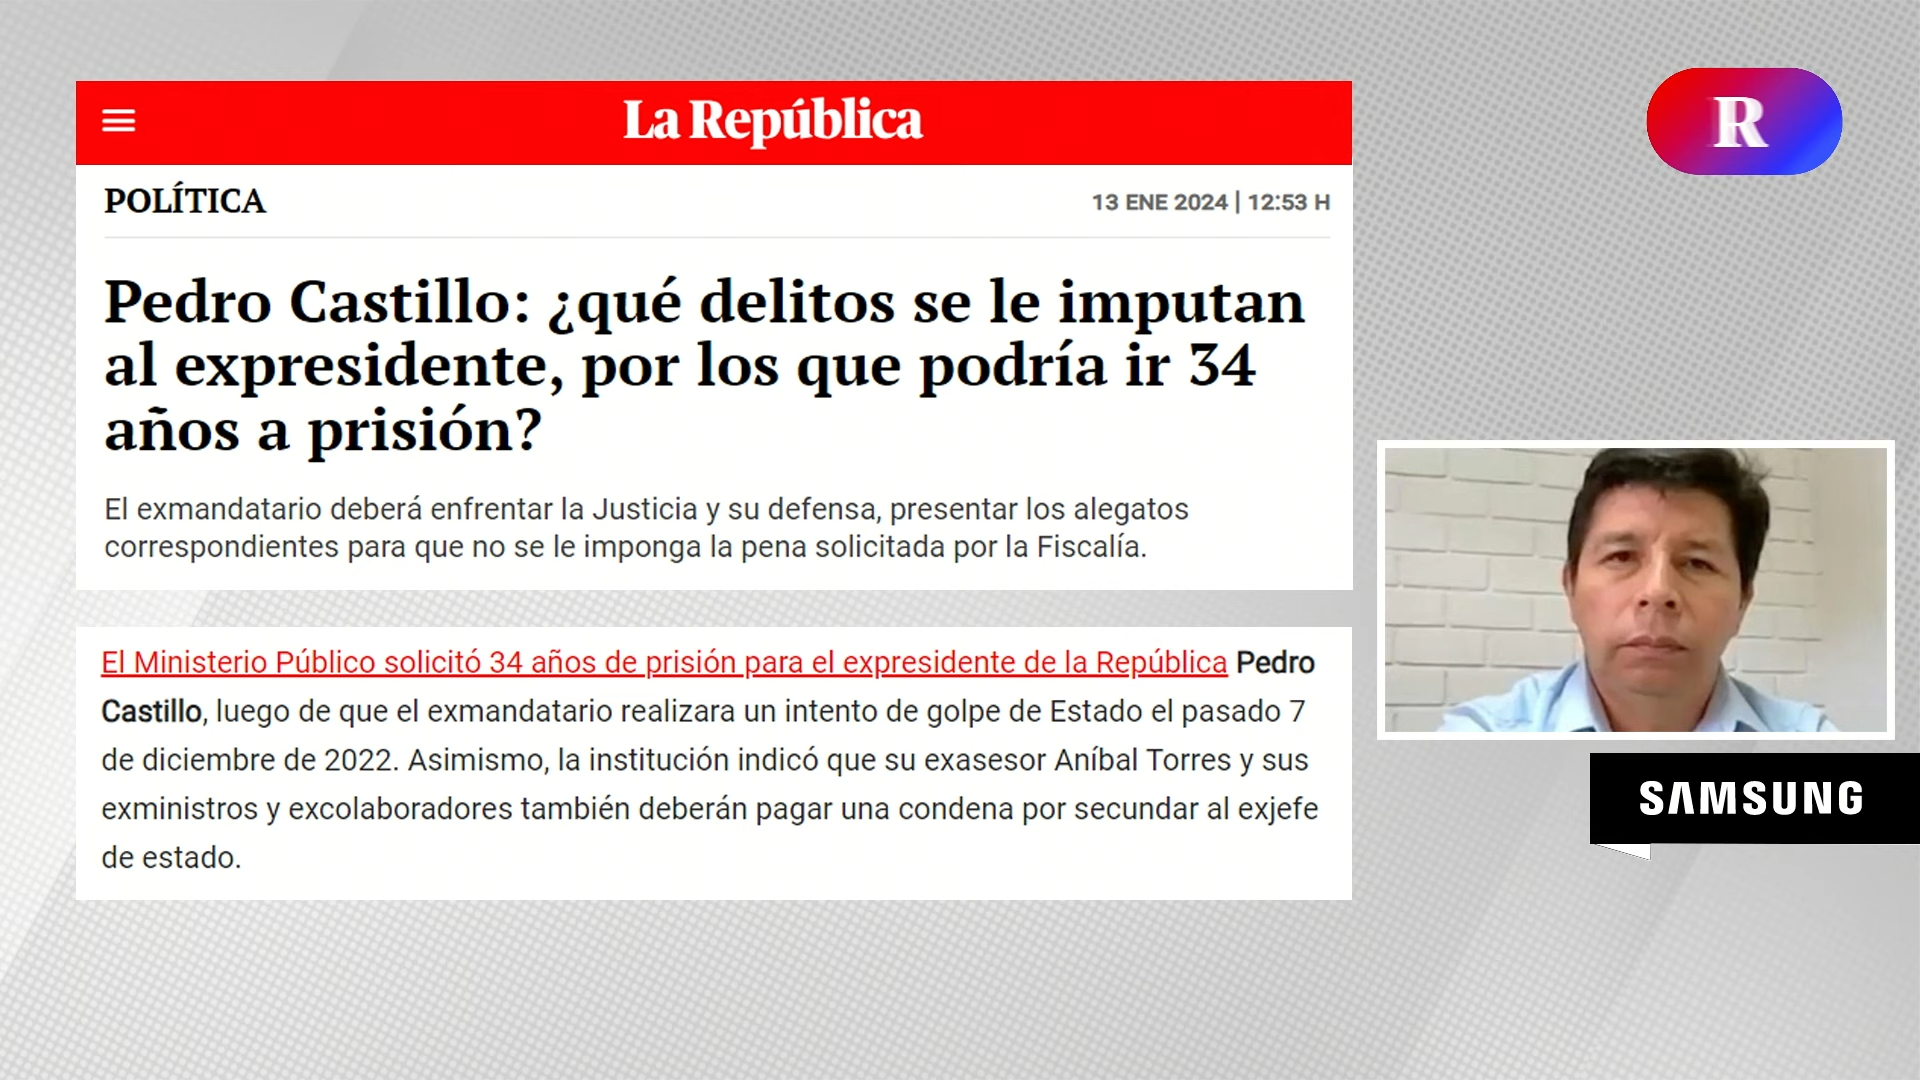 La República
R
POLÍTICA
13 ENE 2024 | 12:53 H
Pedro Castillo: ¿qué delitos se le imputan
al expresidente, por los que podría ir 34
años a prisión?
El exmandatario deberá enfrentar la Justicia y su defensa, presentar los alegatos
correspondientes para que no se le imponga la pena solicitada por la Fiscalía.
El Ministerio Público solicitó 34 años de prisión para el expresidente de la República Pedro
Castillo, luego de que el exmandatario realizara un intento de golpe de Estado el pasado 7
de diciembre de 2022. Asimismo, la institución indicó que su exasesor Aníbal Torres y sus
exministros y excolaboradores también deberán pagar una condena por secundar al exjefe
de estado.
SAMSUNG